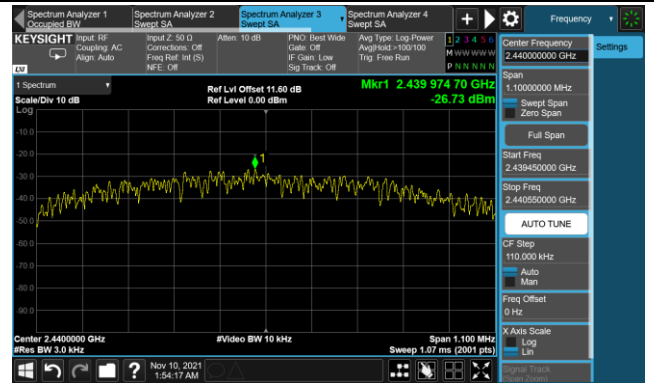 Spectrum Analyzer 1
Occupied BW
Spectrum Analyzer 2
Swept SA
Spectrum Analyzer 3
Swept SA
Spectrum Analyzer 4
Swept SA
+
Frequency
KEYSIGHT
Input: RF
Coupling: AC
Align: Auto
Input Z: 50 Ω
Corrections: Off
Freq Ref: Int (S)
NFE: Off
Atten: 10 dB
PNO: Best Wide
Gate: Off
IF Gain: Low
Sig Track: Off
Avg Type: Log-Power
Avg|Hold:>100/100
Trig: Free Run
1 2 3 4 5 6
M W W W W W
P N N N N N
LXI
1 Spectrum
Scale/Div 10 dB
Ref Lvl Offset 11.60 dB
Ref Level 0.00 dBm
Mkr1 2.439 974 70 GHz
-26.73 dBm
Log
-10.0
-20.0
-30.0
-40.0
-50.0
-60.0
-70.0
-80.0
-90.0
1
Center 2.4400000 GHz
#Res BW 3.0 kHz
#Video BW 10 kHz
Span 1.100 MHz
Sweep 1.07 ms (2001 pts)
Nov 10, 2021
1:54:17 AM
?
Center Frequency
2.440000000 GHz
Settings
Span
1.10000000 MHz
Swept Span
Zero Span
Full Span
Start Freq
2.439450000 GHz
Stop Freq
2.440550000 GHz
AUTO TUNE
CF Step
110.000 kHz
Auto
Man
Freq Offset
0 Hz
X Axis Scale
Log
Lin
Signal Track
(Span Zoom)